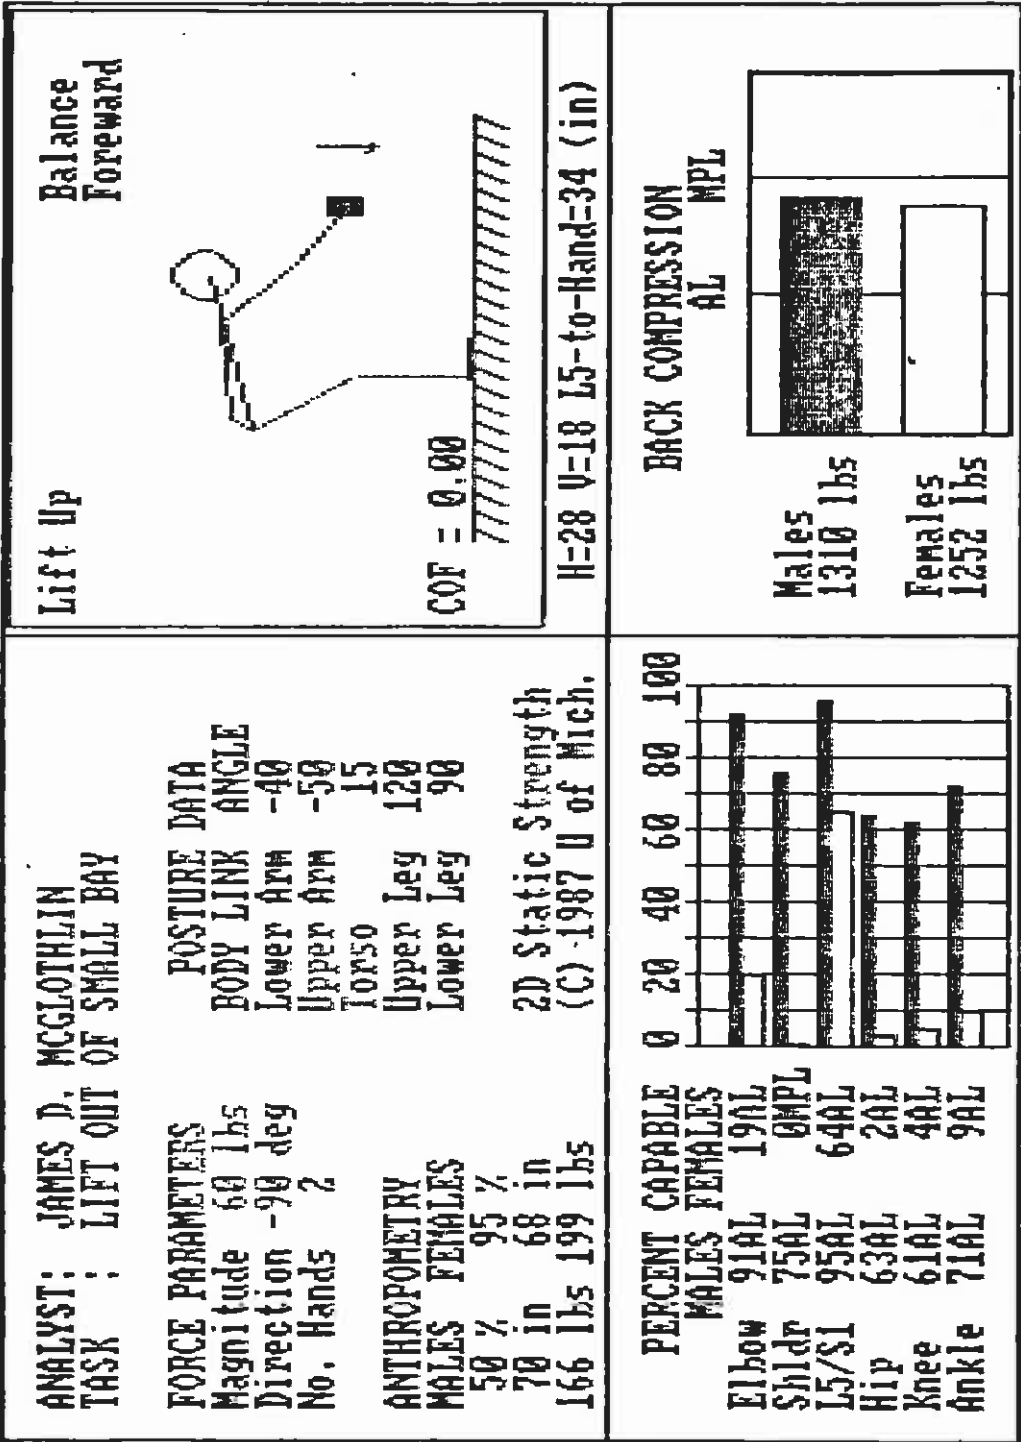 ANALYST: JAMES D. MCGLOTHLIN
TASK : LIFT OUT OF SMALL BAY
FORCE PARAMETERS
Magnitude 60 lbs
Direction -90 deg
No. Hands 2
POSTURE DATA
BODY LINK ANGLE
Lower Arm -40
Upper Arm -50
Torso 15
Upper Leg 120
Lower Leg 90
ANTHROPOMETRY
MALES FEMALES
50 % 95 %
70 in 68 in
166 lbs 199 lbs
2D Static Strength
(C) 1987 U of Mich.
Lift Up
Balance
Foreward
COF = 0.00
H=28 V=18 L5-to-Hand=34 (in)
PERCENT CAPABLE
MALES FEMALES
0 20 40 60 80 100
Elbow 91AL 19AL
Shldr 75AL 0MPL
L5/S1 95AL 64AL
Hip 63AL 2AL
Knee 61AL 4AL
Ankle 71AL 9AL
BACK COMPRESSION
AL MPL
Males
1310 lbs
Females
1252 lbs